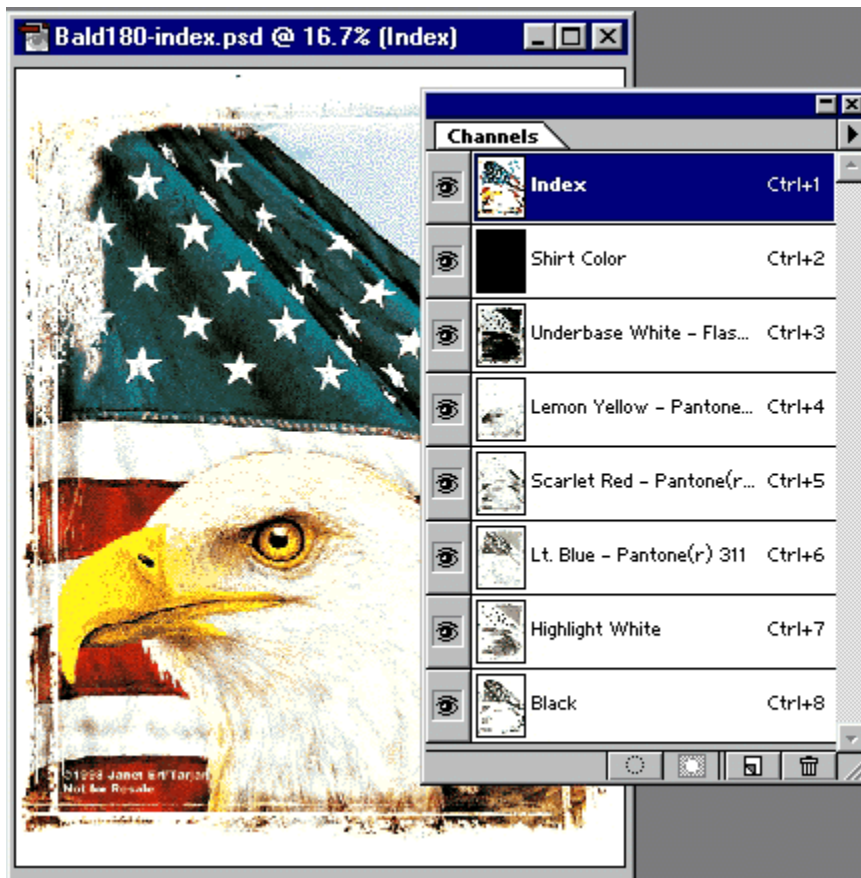 Bald180-index.psd @ 16.7% (Index)
Channels
Index Ctrl+1
Shirt Color Ctrl+2
Underbase White - Flas... Ctrl+3
Lemon Yellow - Pantone... Ctrl+4
Scarlet Red - Pantone(r... Ctrl+5
Lt. Blue - Pantone(r) 311 Ctrl+6
Highlight White Ctrl+7
Black Ctrl+8
©1998 Janet
Not for Resale